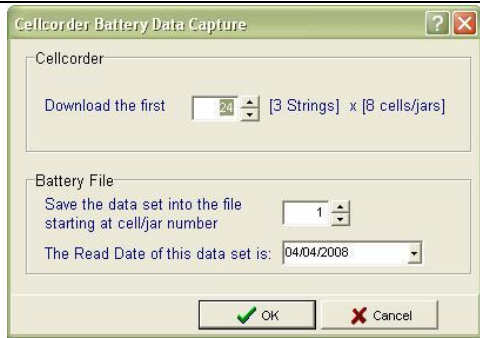 Cellcorder Battery Data Capture
Cellcorder
Download the first 24 [3 Strings] x [8 cells/jars]
Battery File
Save the data set into the file
starting at cell/jar number 1
The Read Date of this data set is: 04/04/2008
OK Cancel